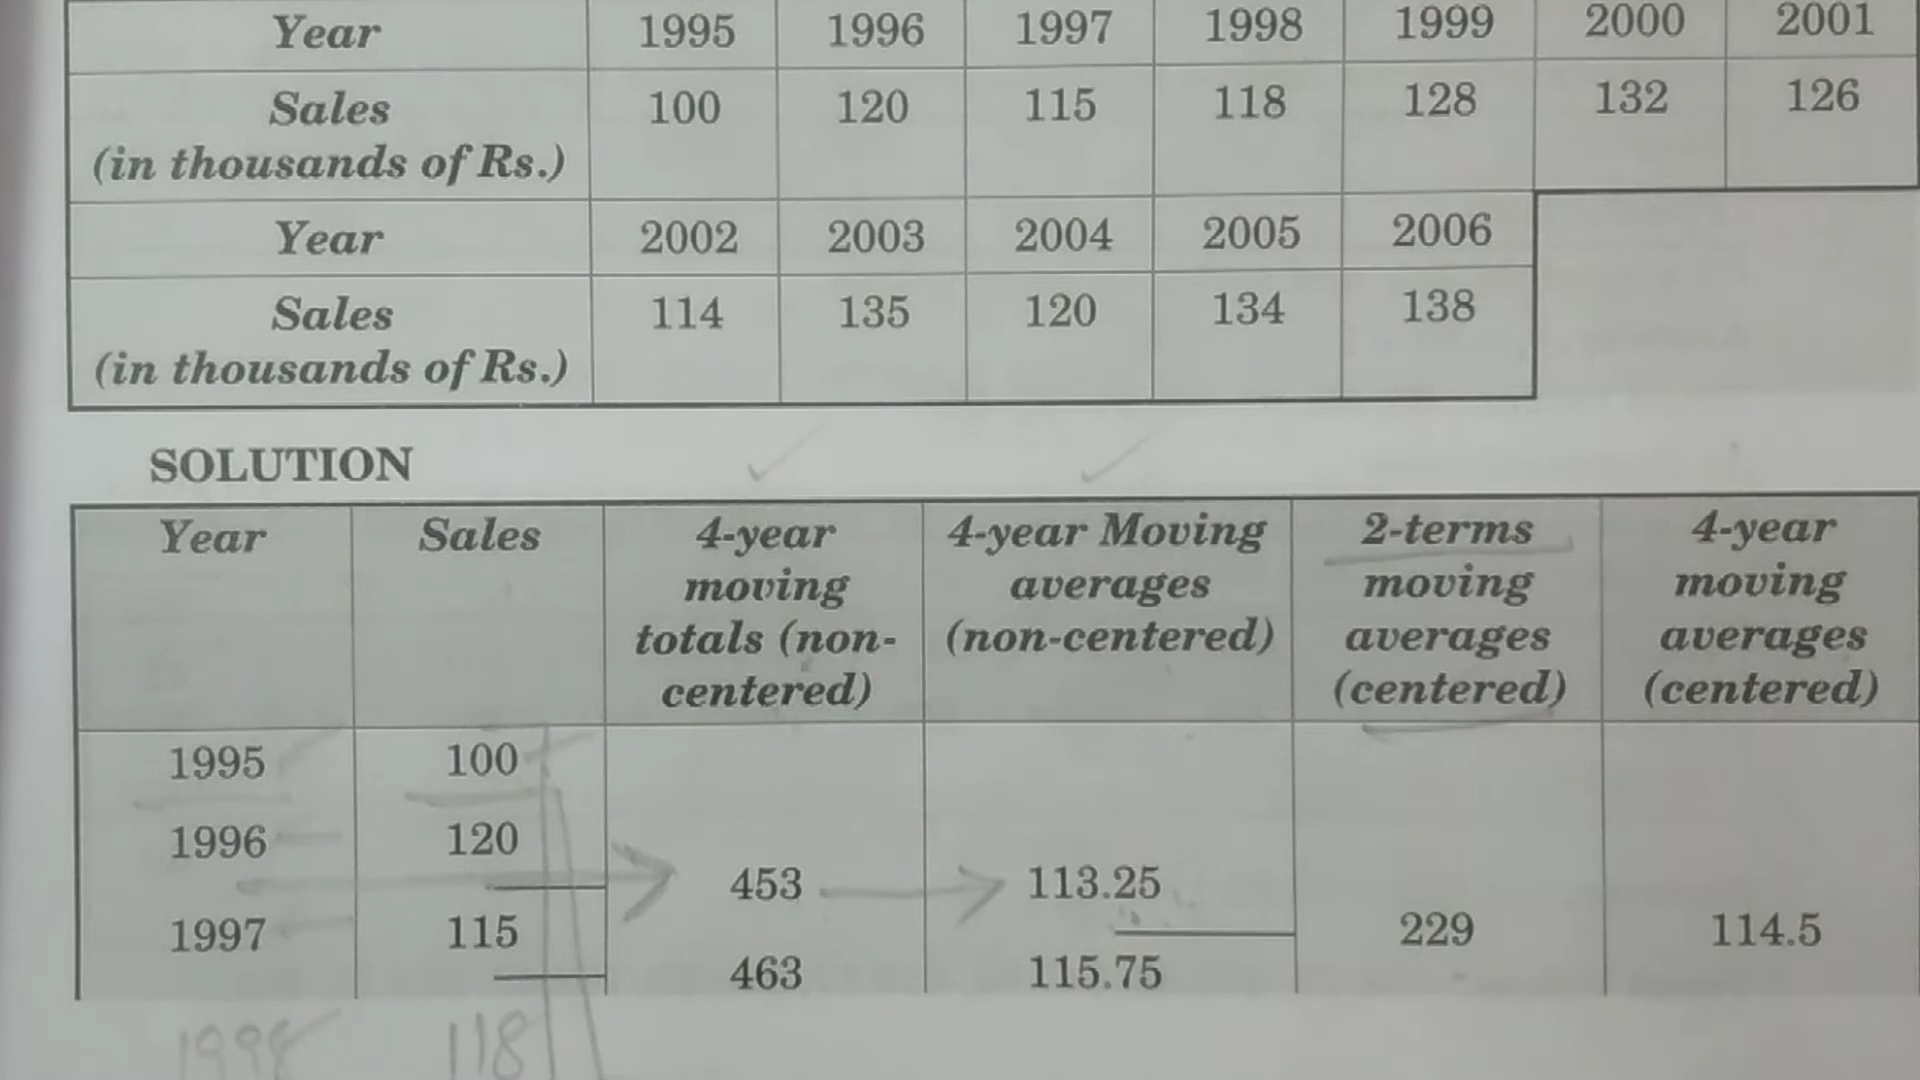 Year 1995 1996 1997 1998 1999 2000 2001
Sales 100 120 115 118 128 132 126
(in thousands of Rs.)
Year 2002 2003 2004 2005 2006
Sales 114 135 120 134 138
(in thousands of Rs.)
SOLUTION
Year Sales 4-year 4-year Moving 2-terms 4-year
moving averages moving moving
totals (non- (non-centered) averages averages
centered) (centered) (centered)
1995 100
1996 120
453 113.25
1997 115 229 114.5
463 115.75
1998 118